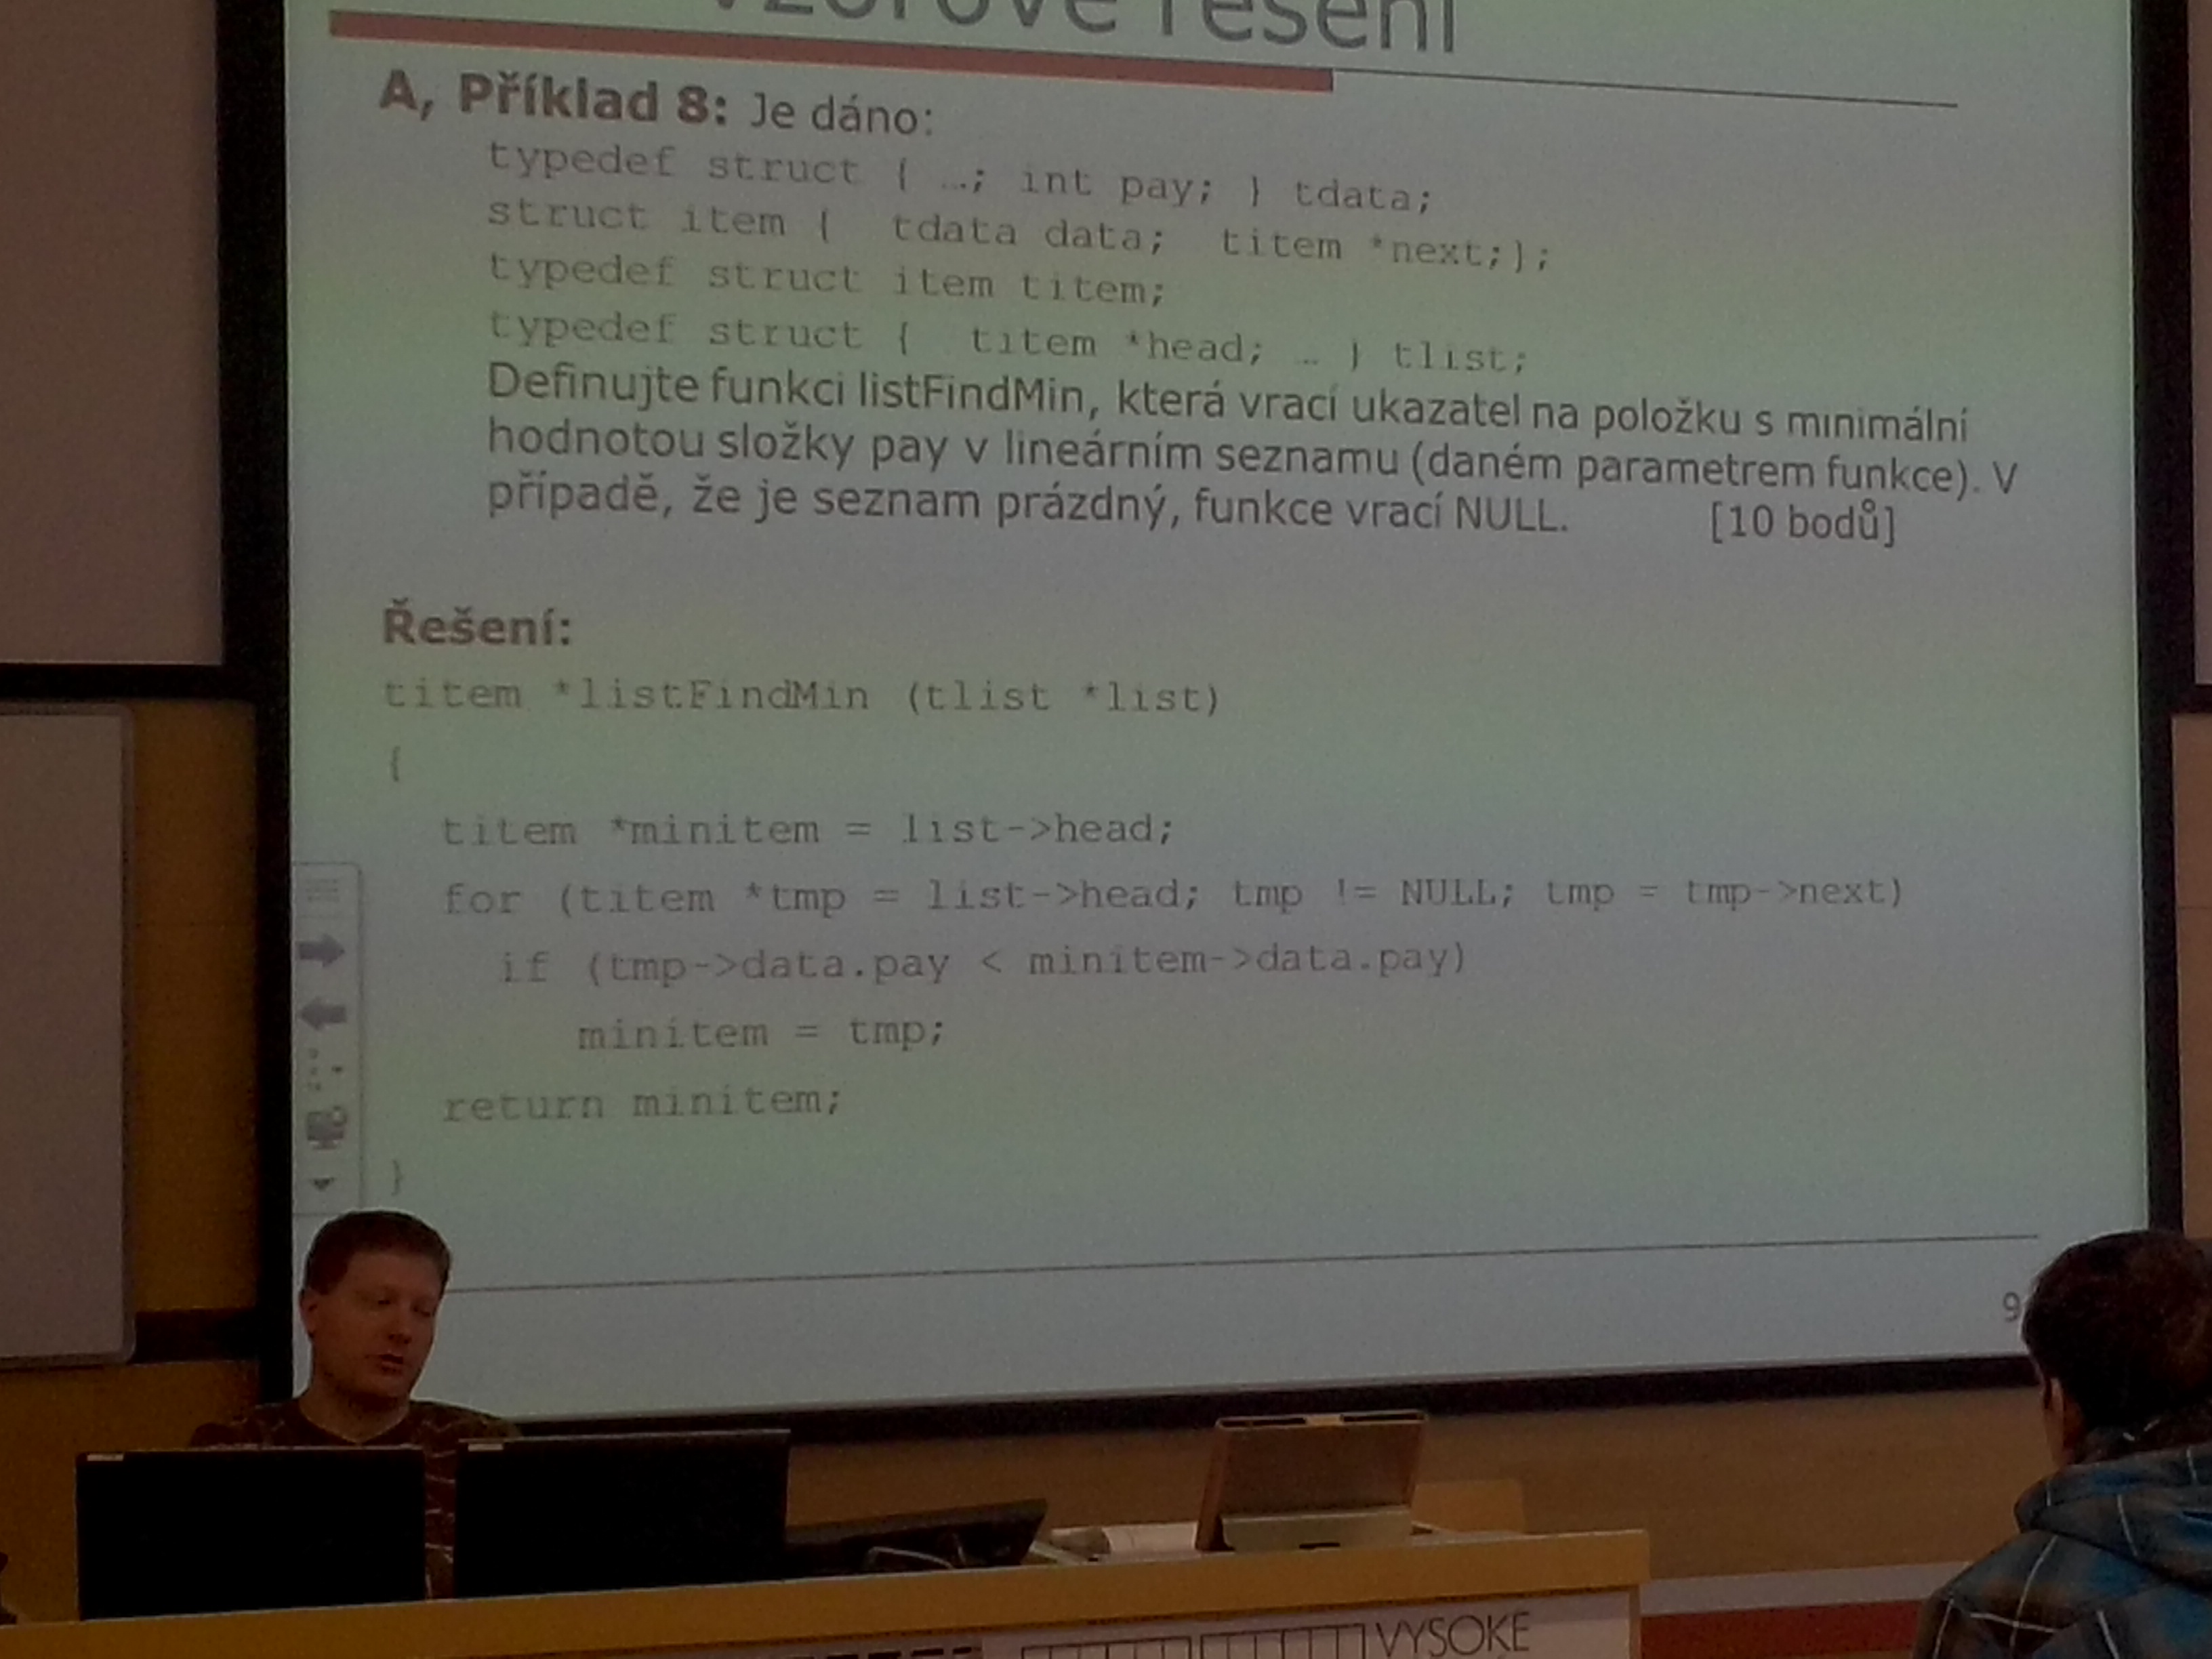 Vzorové řešení
A, Příklad 8: Je dáno:
typedef struct { …; int pay; } tdata;
struct item { tdata data; titem *next;};
typedef struct item titem;
typedef struct { titem *head; … } tlist;
Definujte funkci listFindMin, která vrací ukazatel na položku s minimální
hodnotou složky pay v lineárním seznamu (daném parametrem funkce). V
případě, že je seznam prázdný, funkce vrací NULL. [10 bodů]
Řešení:
titem *listFindMin (tlist *list)
{
titem *minitem = list->head;
for (titem *tmp = list->head; tmp != NULL; tmp = tmp->next)
if (tmp->data.pay < minitem->data.pay)
minitem = tmp;
return minitem;
}
9
VYSOKÉ